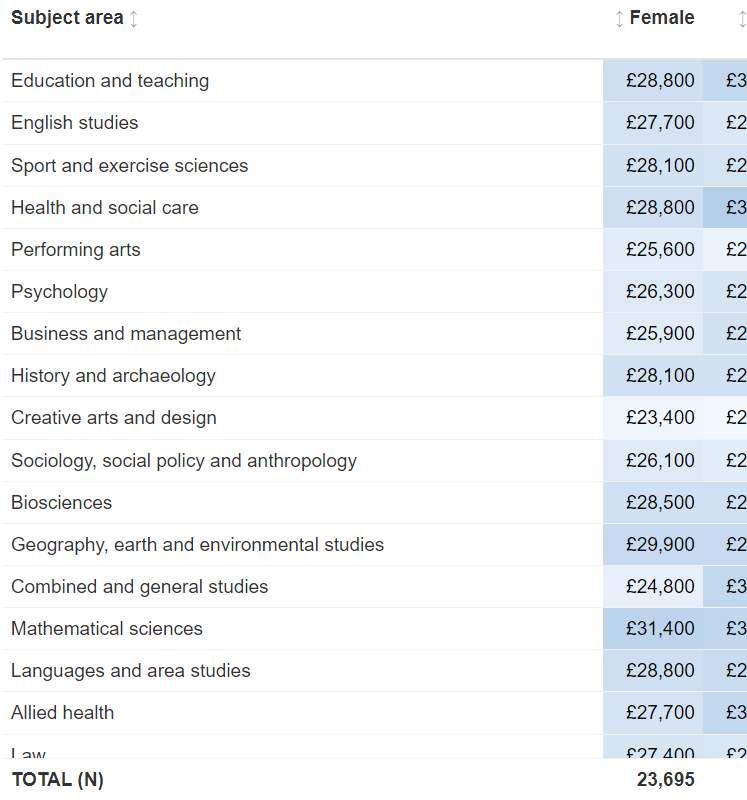 Subject area Female
Education and teaching £28,800 £3
English studies £27,700 £2
Sport and exercise sciences £28,100 £2
Health and social care £28,800 £3
Performing arts £25,600 £2
Psychology £26,300 £2
Business and management £25,900 £2
History and archaeology £28,100 £2
Creative arts and design £23,400 £2
Sociology, social policy and anthropology £26,100 £2
Biosciences £28,500 £2
Geography, earth and environmental studies £29,900 £2
Combined and general studies £24,800 £3
Mathematical sciences £31,400 £3
Languages and area studies £28,800 £2
Allied health £27,700 £3
Law £27,400 £2
TOTAL (N) 23,695